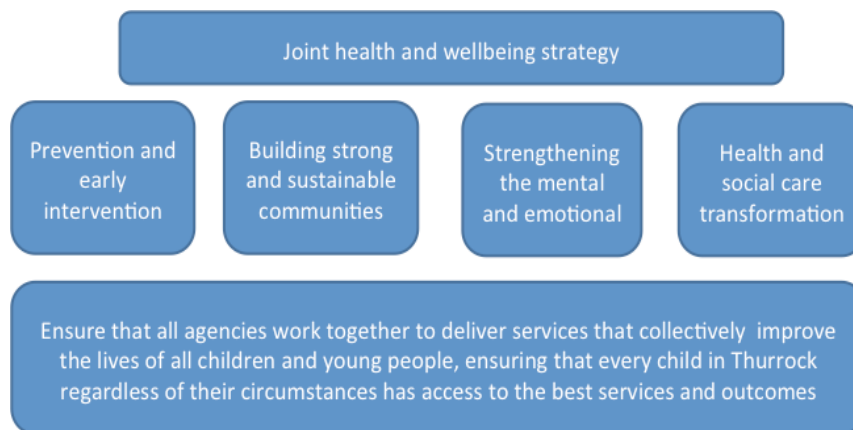 Joint health and wellbeing strategy
Prevention and
early
intervention
Building strong
and sustainable
communities
Strengthening
the mental
and emotional
Health and
social care
transformation
Ensure that all agencies work together to deliver services that collectively improve
the lives of all children and young people, ensuring that every child in Thurrock
regardless of their circumstances has access to the best services and outcomes